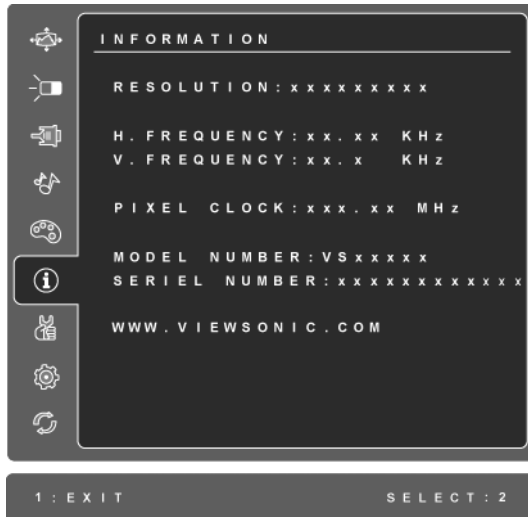 INFORMATION
RESOLUTION:xxxxxxxxx
H.FREQUENCY:xx.xx KHz
V.FREQUENCY:xx.x KHz
PIXEL CLOCK:xxx.xx MHz
MODEL NUMBER:VSxxxxx
SERIEL NUMBER:xxxxxxxxxxxx
WWW.VIEWSONIC.COM
1:EXIT SELECT:2